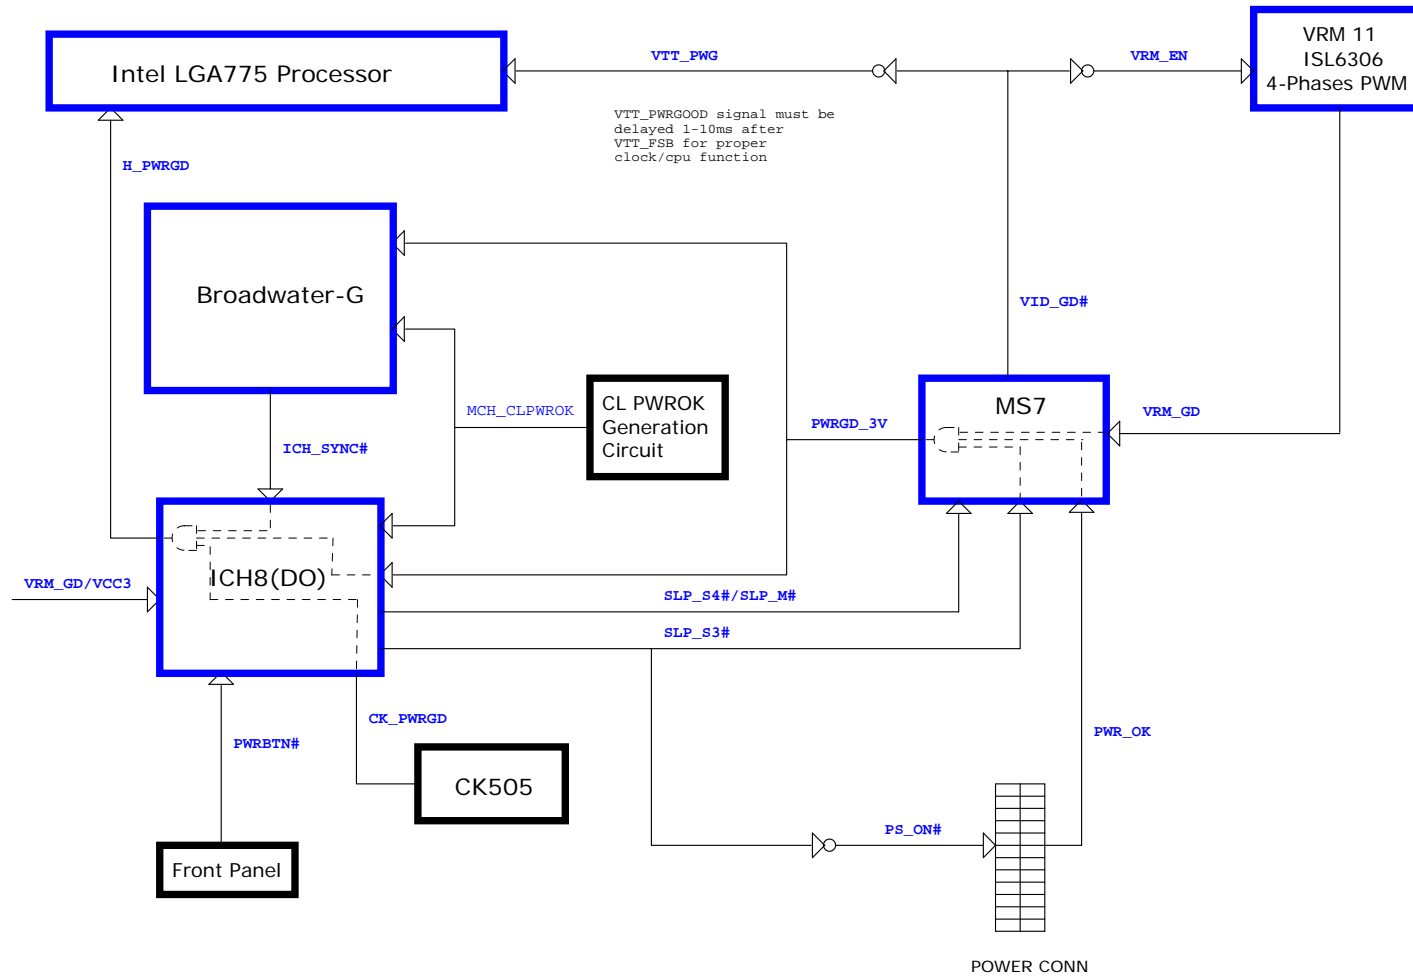 VRM 11
ISL6306
4-Phases PWM
Intel LGA775 Processor
VTT_PWG
VRM_EN
VTT_PWRGOOD signal must be
delayed 1-10ms after
VTT_FSB for proper
clock/cpu function
H_PWRGD
Broadwater-G
VID_GD#
MCH_CLPWROK
CL PWROK
Generation
Circuit
MS7
PWRGD_3V
VRM_GD
ICH_SYNC#
ICH8(DO)
VRM_GD/VCC3
SLP_S4#/SLP_M#
SLP_S3#
CK_PWRGD
PWRBTN#
PWR_OK
CK505
PS_ON#
Front Panel
POWER CONN